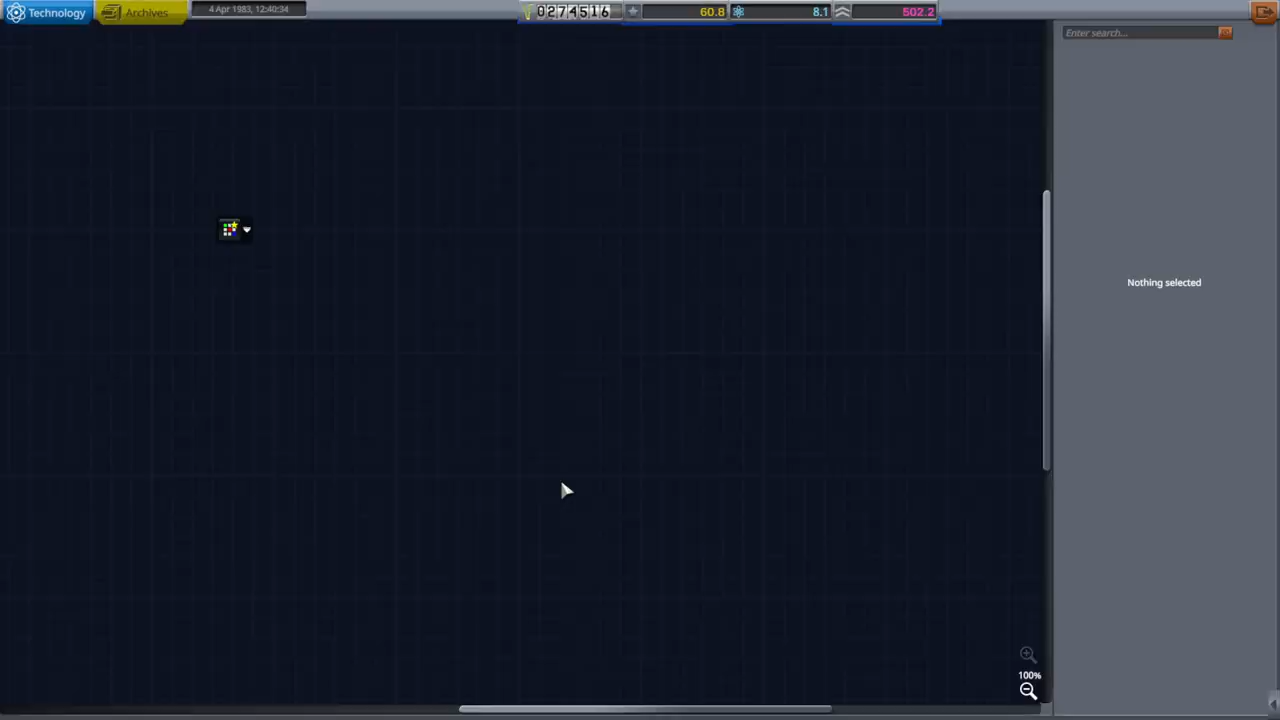 Technology
Archives
4 Apr 1983, 12:40:34
0274516
60.8
8.1
502.2
Enter search...
Nothing selected
100%